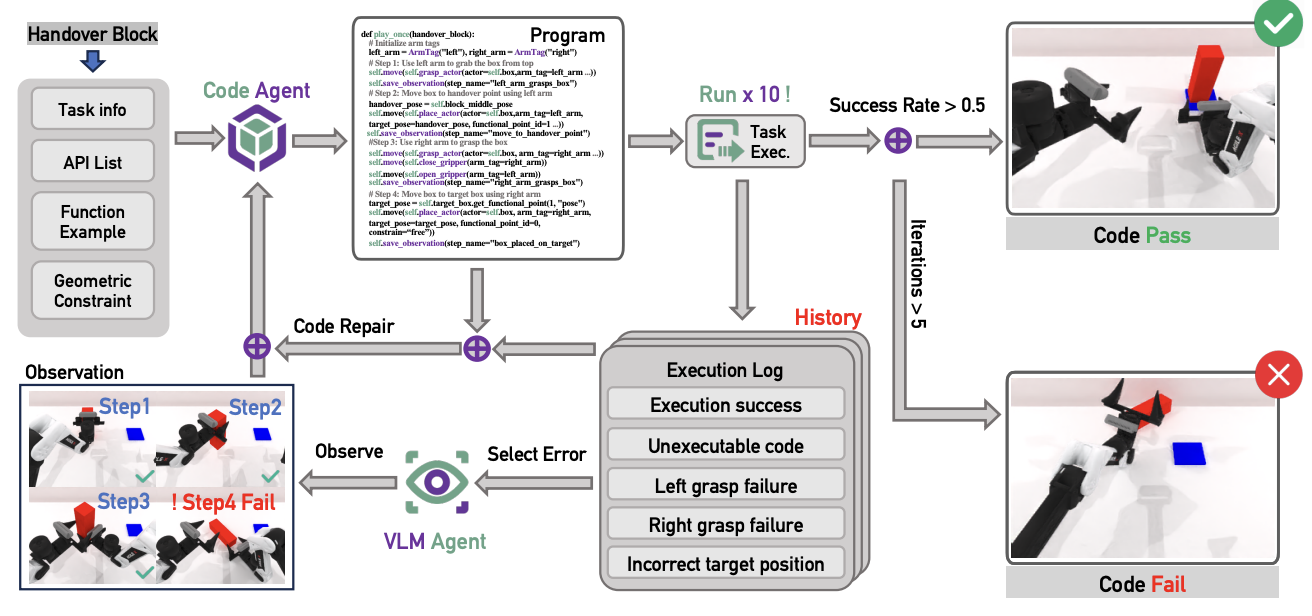 Handover Block
Task info
API List
Function
Example
Geometric
Constraint
Code Agent
Program
def play_once(handover_block):
# Initialize arm tags
left_arm = ArmTag("left"), right_arm = ArmTag("right")
# Step 1: Use left arm to grab the box from top
self.move(self.grasp_actor(actor=self.box,arm_tag=left_arm ...))
self.save_observation(step_name="left_arm_grasps_box")
# Step 2: Move box to handover point using left arm
handover_pose = self.block_middle_pose
self.move(self.place_actor(actor=self.box,arm_tag=left_arm,
target_pose=handover_pose, functional_point_id=1 ...))
self.save_observation(step_name="move_to_handover_point")
#Step 3: Use right arm to grasp the box
self.move(self.grasp_actor(actor=self.box, arm_tag=right_arm ...))
self.move(self.close_gripper(arm_tag=right_arm))
self.move(self.open_gripper(arm_tag=left_arm))
self.save_observation(step_name="right_arm_grasps_box")
# Step 4: Move box to target box using right arm
target_pose = self.target_box.get_functional_point(1, "pose")
self.move(self.place_actor(actor=self.box, arm_tag=right_arm,
target_pose=target_pose, functional_point_id=0,
constrain="free"))
self.save_observation(step_name="box_placed_on_target")
Run x 10 !
Task
Exec.
Success Rate > 0.5
Code Pass
Iterations > 5
Code Fail
History
Execution Log
Execution success
Unexecutable code
Left grasp failure
Right grasp failure
Incorrect target position
Select Error
VLM Agent
Observe
Code Repair
Observation
Step1
Step2
Step3
! Step4 Fail